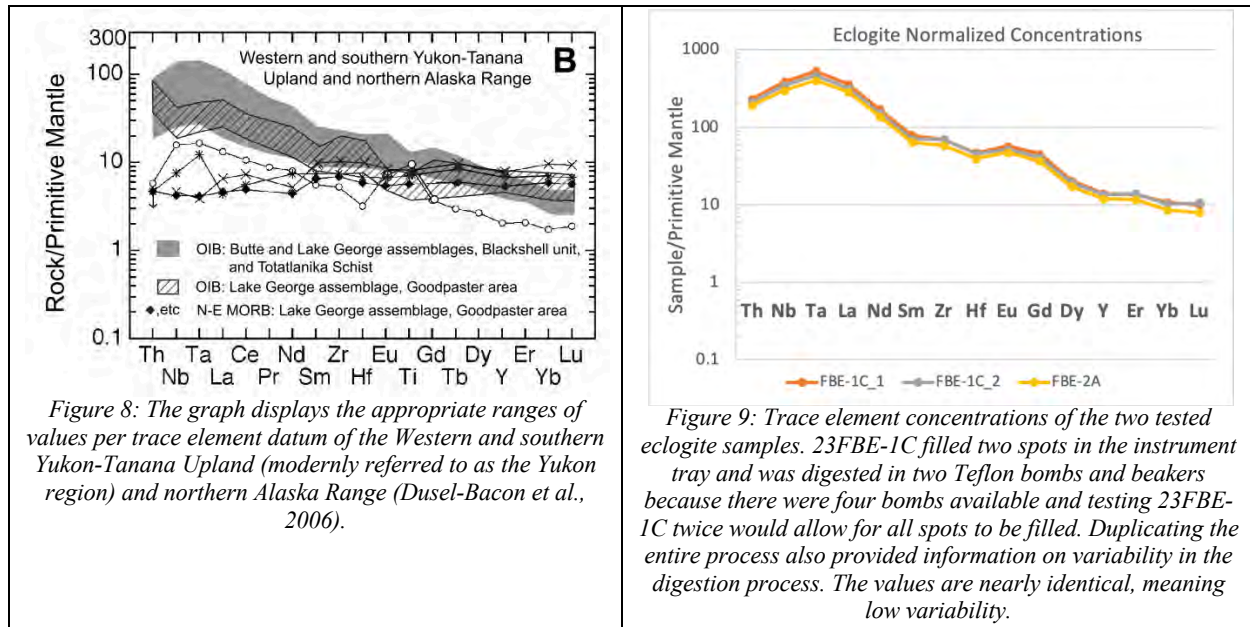 300
100
10
1
0.1
Rock/Primitive Mantle
Western and southern Yukon-Tanana
Upland and northern Alaska Range
B
OIB: Butte and Lake George assemblages, Blackshell unit,
and Totatlanika Schist
OIB: Lake George assemblage, Goodpaster area
,etc N-E MORB: Lake George assemblage, Goodpaster area
Th Ta Ce Nd Zr Eu Gd Dy Er Lu
Nb La Pr Sm Hf Ti Tb Y Yb
Figure 8: The graph displays the appropriate ranges of
values per trace element datum of the Western and southern
Yukon-Tanana Upland (modernly referred to as the Yukon
region) and northern Alaska Range (Dusel-Bacon et al.,
2006).
Eclogite Normalized Concentrations
1000
100
10
1
0.1
Sample/Primitive Mantle
Th Nb Ta La Nd Sm Zr Hf Eu Gd Dy Y Er Yb Lu
FBE-1C_1 FBE-1C_2 FBE-2A
Figure 9: Trace element concentrations of the two tested
eclogite samples. 23FBE-1C filled two spots in the instrument
tray and was digested in two Teflon bombs and beakers
because there were four bombs available and testing 23FBE-
1C twice would allow for all spots to be filled. Duplicating the
entire process also provided information on variability in the
digestion process. The values are nearly identical, meaning
low variability.